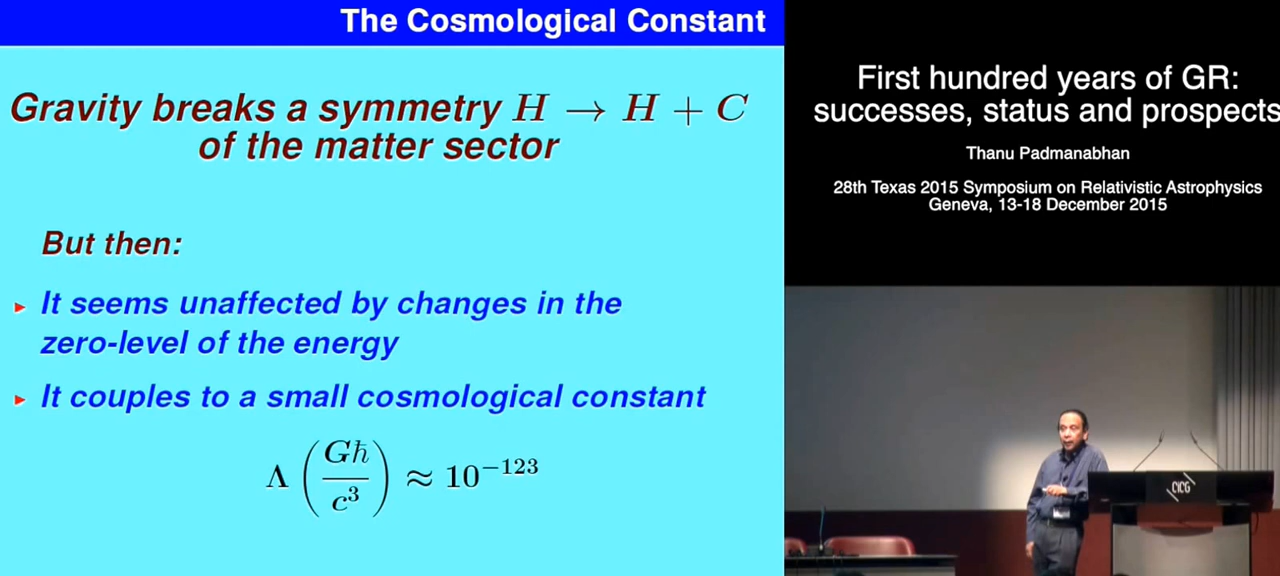 The Cosmological Constant
Gravity breaks a symmetry H → H + C
of the matter sector
But then:
▸ It seems unaffected by changes in the
zero-level of the energy
▸ It couples to a small cosmological constant
Λ (Għ/c³) ≈ 10⁻¹²³
First hundred years of GR:
successes, status and prospects
Thanu Padmanabhan
28th Texas 2015 Symposium on Relativistic Astrophysics
Geneva, 13-18 December 2015
CICG